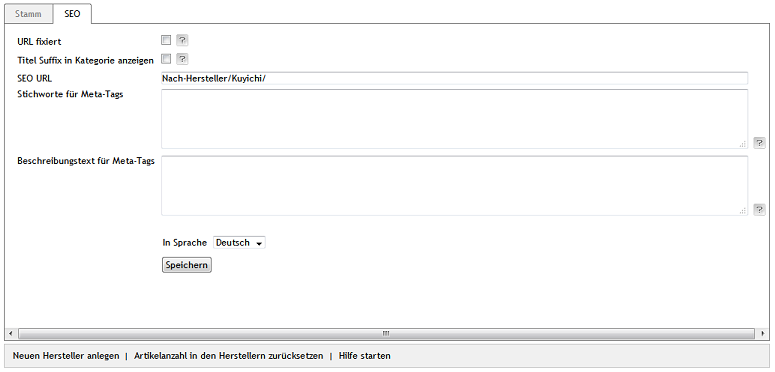 Stamm SEO
URL fixiert ?
Titel Suffix in Kategorie anzeigen ?
SEO URL Nach-Hersteller/Kuyichi/
Stichworte für Meta-Tags
?
Beschreibungstext für Meta-Tags
?
In Sprache Deutsch
Speichern
Neuen Hersteller anlegen | Artikelanzahl in den Herstellern zurücksetzen | Hilfe starten